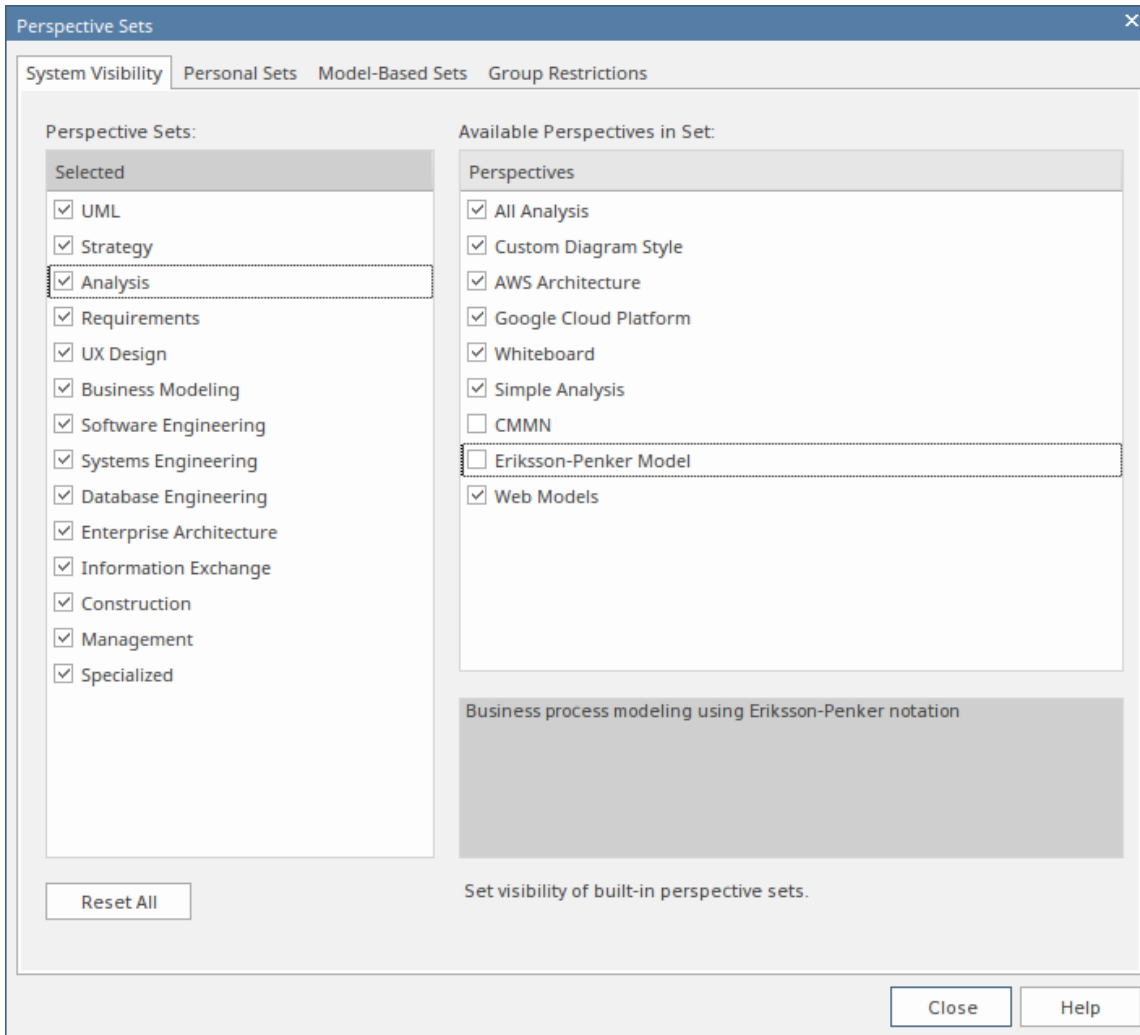 Perspective Sets
System Visibility Personal Sets Model-Based Sets Group Restrictions
Perspective Sets:
Selected
UML
Strategy
Analysis
Requirements
UX Design
Business Modeling
Software Engineering
Systems Engineering
Database Engineering
Enterprise Architecture
Information Exchange
Construction
Management
Specialized
Reset All
Available Perspectives in Set:
Perspectives
All Analysis
Custom Diagram Style
AWS Architecture
Google Cloud Platform
Whiteboard
Simple Analysis
CMMN
Eriksson-Penker Model
Web Models
Business process modeling using Eriksson-Penker notation
Set visibility of built-in perspective sets.
Close Help